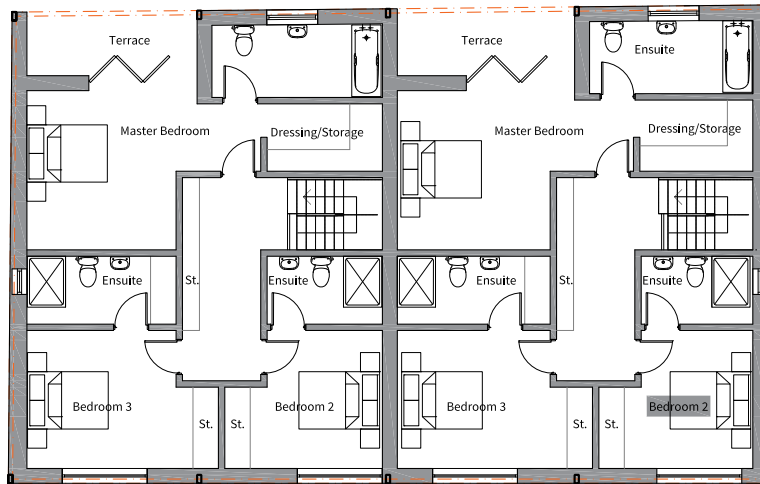 Terrace
Terrace
Ensuite
Master Bedroom
Dressing/Storage
Master Bedroom
Dressing/Storage
Ensuite
St.
Ensuite
Ensuite
St.
Ensuite
Bedroom 3
St.
St.
Bedroom 2
Bedroom 3
St.
St.
Bedroom 2